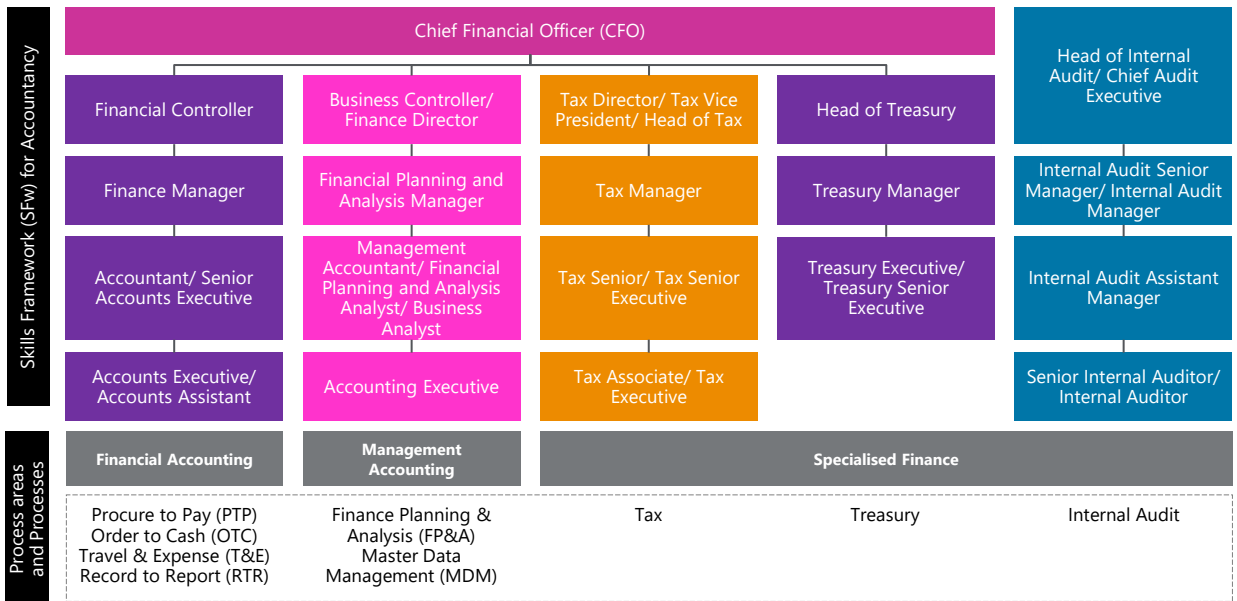 Skills Framework (SFw) for Accountancy
Chief Financial Officer (CFO)
Head of Internal
Audit/ Chief Audit
Executive
Financial Controller
Business Controller/
Finance Director
Tax Director/ Tax Vice
President/ Head of Tax
Head of Treasury
Finance Manager
Financial Planning and
Analysis Manager
Tax Manager
Treasury Manager
Internal Audit Senior
Manager/ Internal Audit
Manager
Accountant/ Senior
Accounts Executive
Management
Accountant/ Financial
Planning and Analysis
Analyst/ Business
Analyst
Tax Senior/ Tax Senior
Executive
Treasury Executive/
Treasury Senior
Executive
Internal Audit Assistant
Manager
Accounts Executive/
Accounts Assistant
Accounting Executive
Tax Associate/ Tax
Executive
Senior Internal Auditor/
Internal Auditor
Process areas
and Processes
Financial Accounting
Management
Accounting
Specialised Finance
Procure to Pay (PTP)
Order to Cash (OTC)
Travel & Expense (T&E)
Record to Report (RTR)
Finance Planning &
Analysis (FP&A)
Master Data
Management (MDM)
Tax
Treasury
Internal Audit